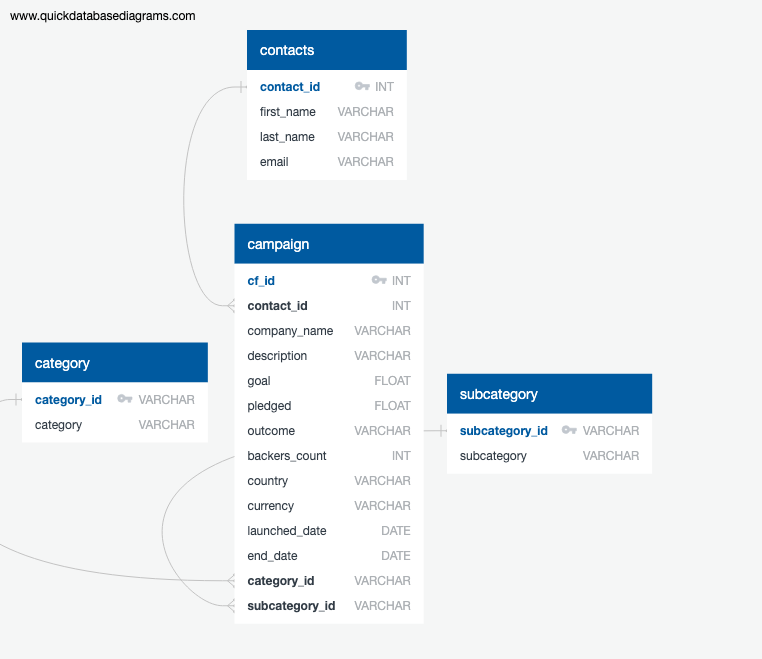 www.quickdatabasediagrams.com
contacts
contact_id INT
first_name VARCHAR
last_name VARCHAR
email VARCHAR
campaign
cf_id INT
contact_id INT
company_name VARCHAR
description VARCHAR
goal FLOAT
pledged FLOAT
outcome VARCHAR
backers_count INT
country VARCHAR
currency VARCHAR
launched_date DATE
end_date DATE
category_id VARCHAR
subcategory_id VARCHAR
category
category_id VARCHAR
category VARCHAR
subcategory
subcategory_id VARCHAR
subcategory VARCHAR